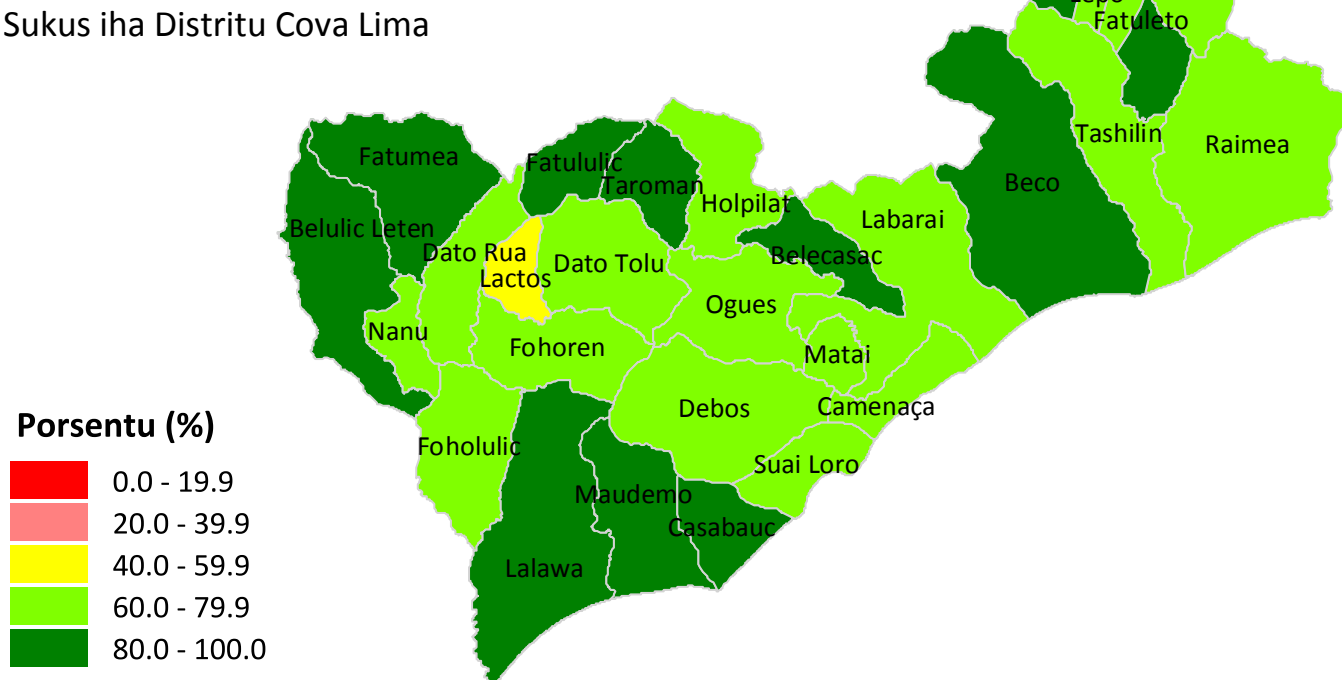 Sukus iha Distritu Cova Lima
Lepo
Fatuleto
Tashilin
Raimea
Fatumea
Fatululic
Taroman
Beco
Holpilat
Labarai
Belulic Leten
Dato Rua
Belecasac
Dato Tolu
Lactos
Ogues
Nanu
Fohoren
Matai
Debos
Camenaça
Foholulic
Suai Loro
Maudemo
Casabauc
Lalawa
Porsentu (%)
0.0 - 19.9
20.0 - 39.9
40.0 - 59.9
60.0 - 79.9
80.0 - 100.0